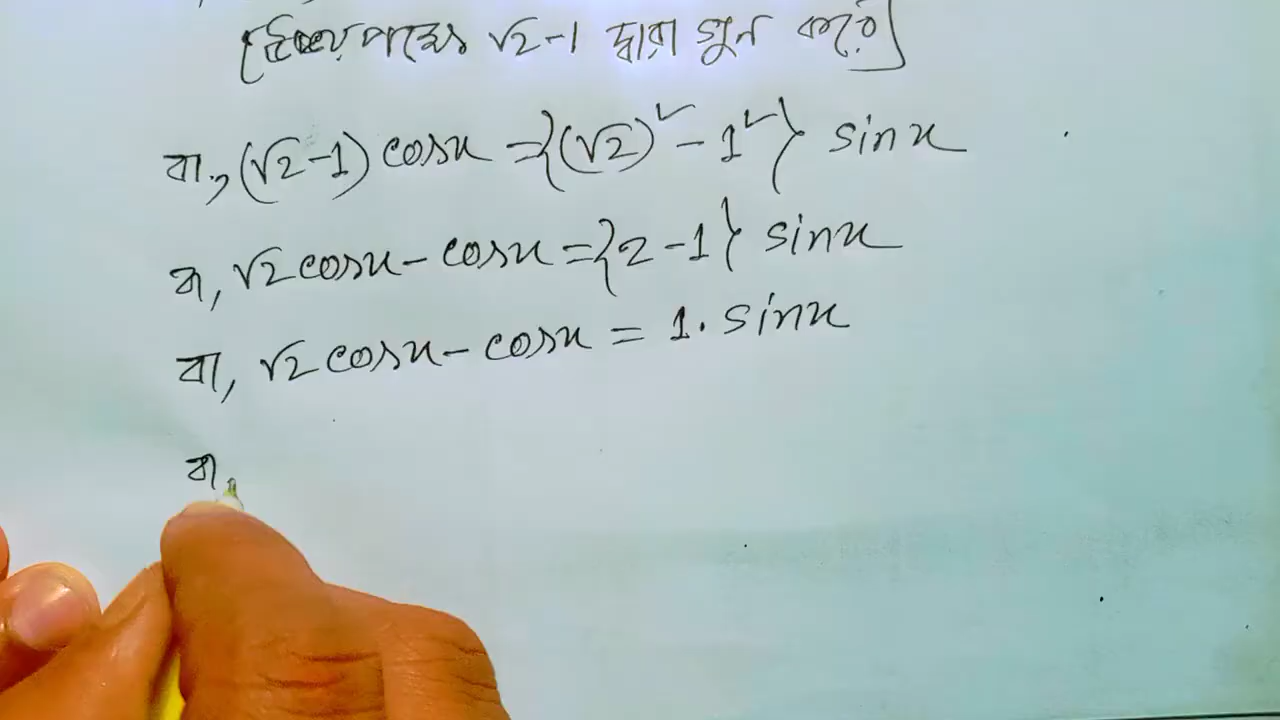 [উভয়পক্ষে √2-1 দ্বারা গুন করে]
বা, (√2-1) cosx = {(√2)² - 1²} sinx
বা, √2 cosx - cosx = {2-1} sinx
বা, √2 cosx - cosx = 1. sinx
বা,